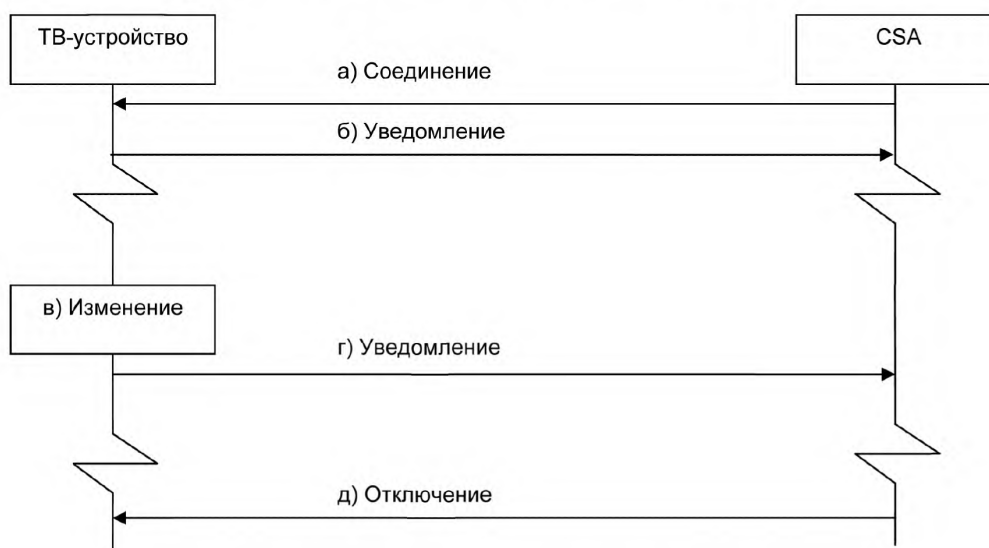 ТВ-устройство
CSA
а) Соединение
б) Уведомление
в) Изменение
г) Уведомление
д) Отключение